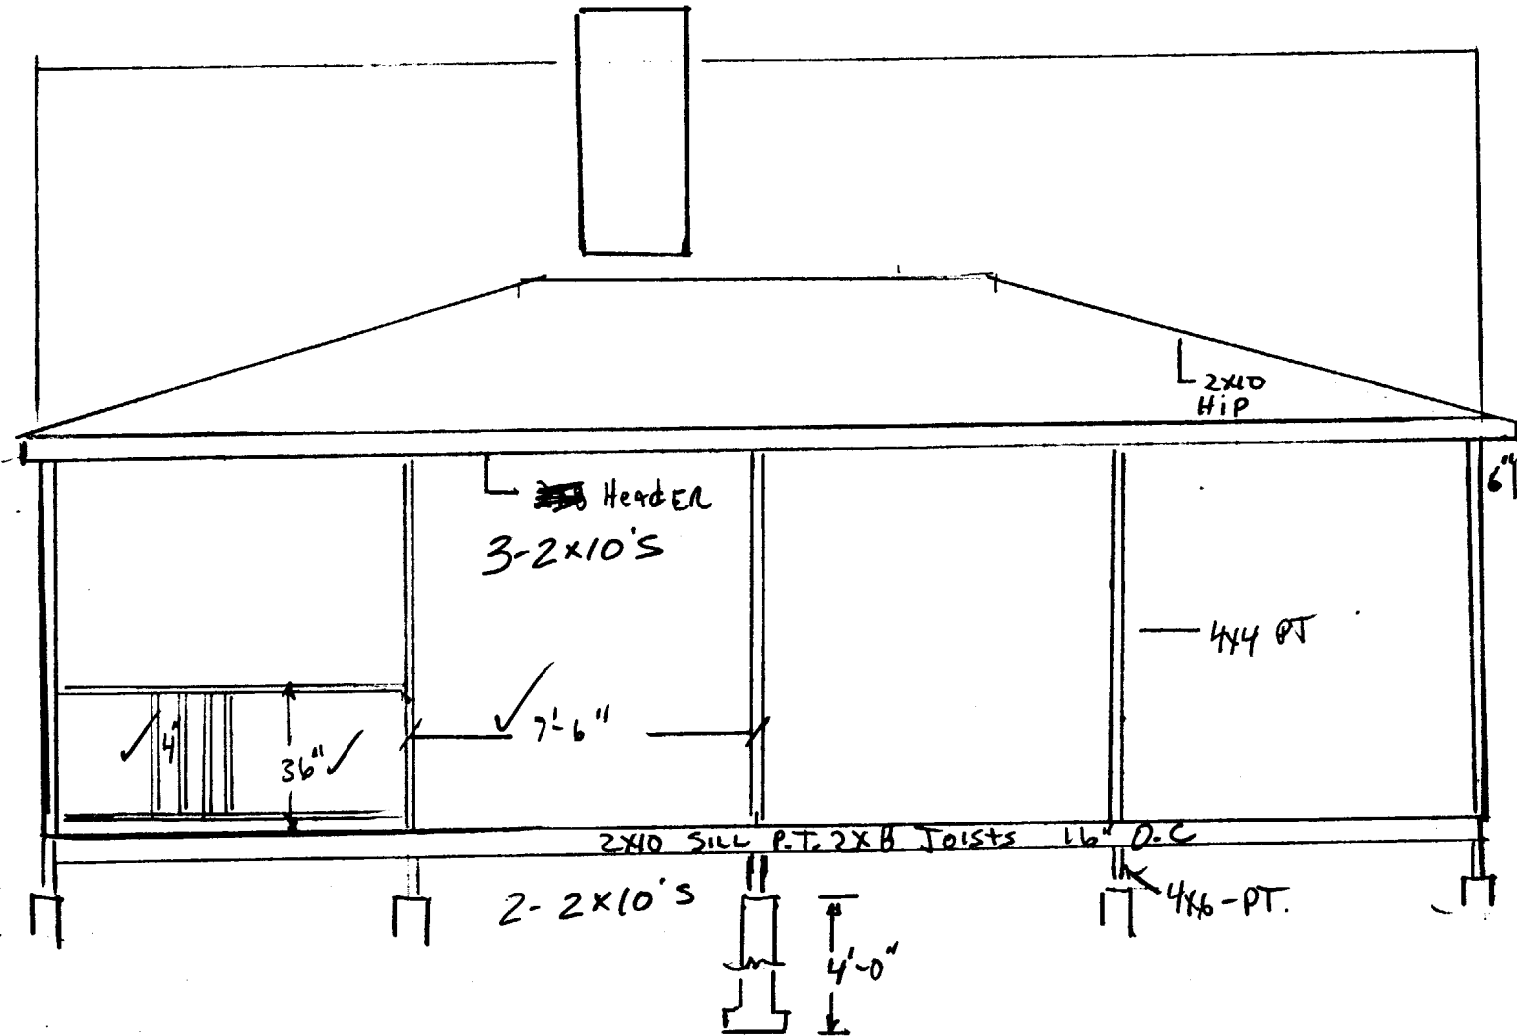 2x10
HiP
6"
Header
3-2x10'S
4x4 PT
7'-6"
4"
36"
2x10 SILL P.T. 2X8 Joists 16" O.C
2-2x10's
4x6-PT.
4'-0"